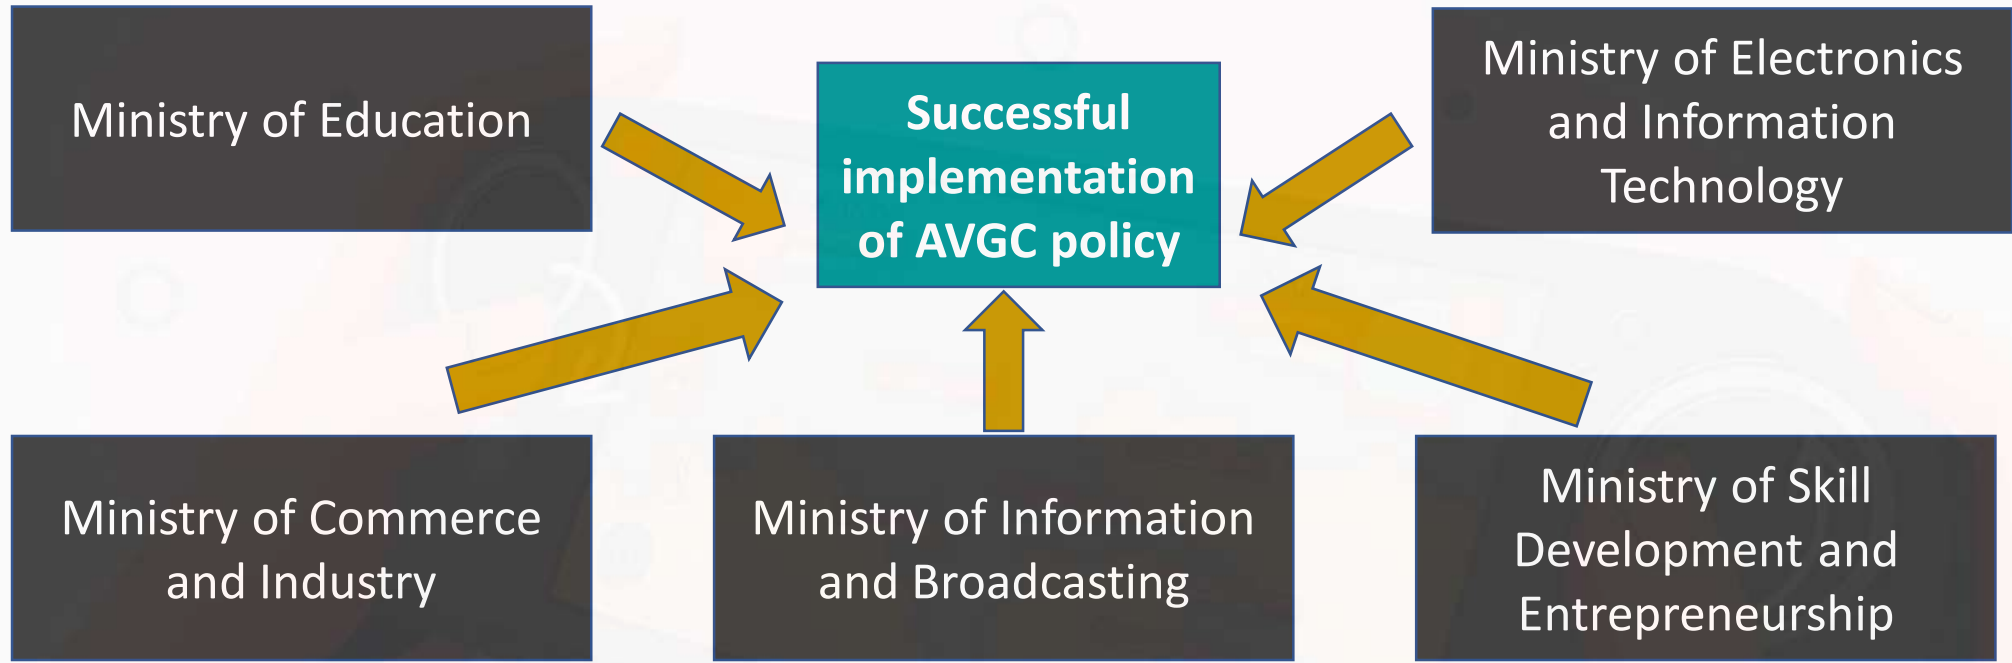 Ministry of Education
Successful
implementation
of AVGC policy
Ministry of Electronics
and Information
Technology
Ministry of Commerce
and Industry
Ministry of Information
and Broadcasting
Ministry of Skill
Development and
Entrepreneurship